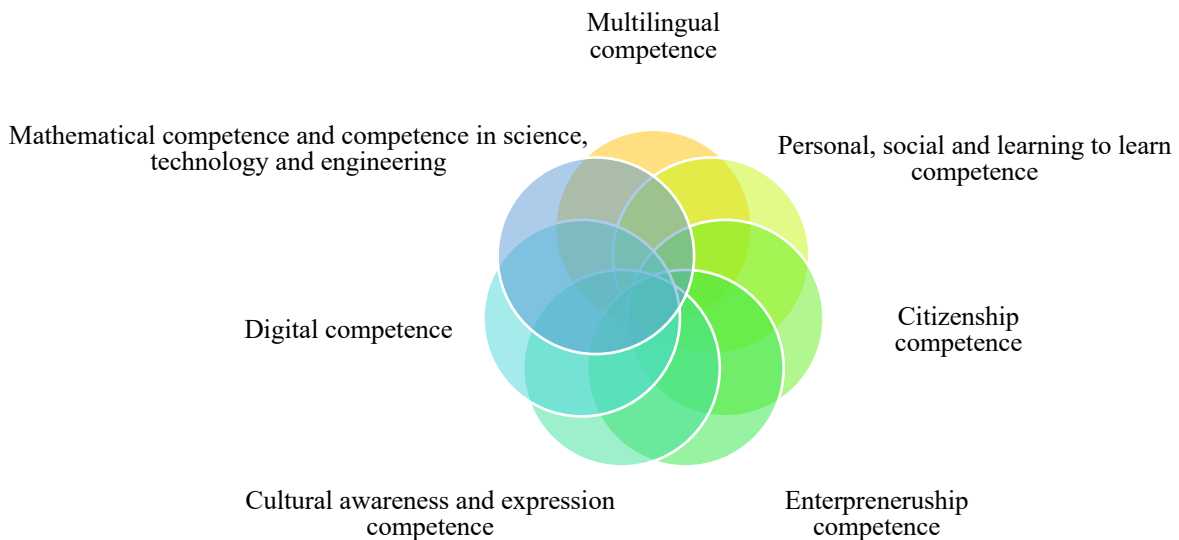 Multilingual
competence
Mathematical competence and competence in science,
technology and engineering
Personal, social and learning to learn
competence
Digital competence
Citizenship
competence
Cultural awareness and expression
competence
Enterpreneruship
competence